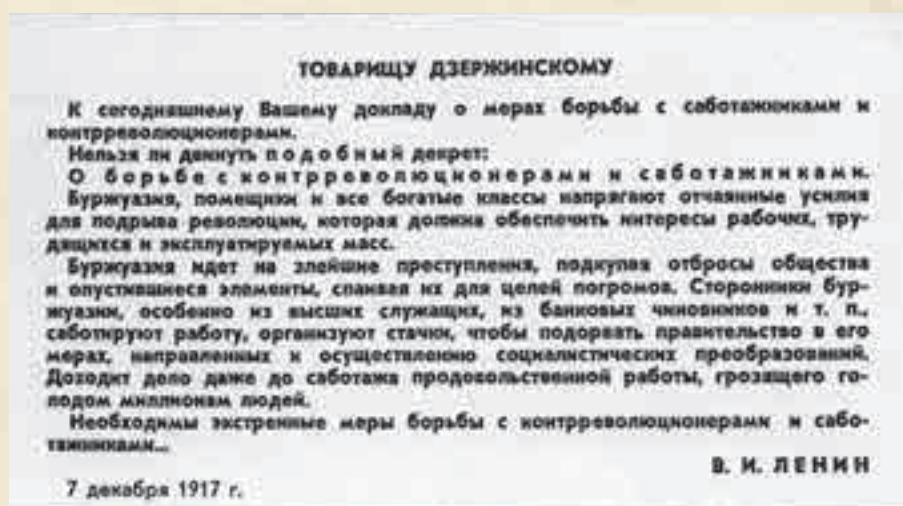 ТОВАРИЩУ ДЗЕРЖИНСКОМУ
К сегодняшнему Вашему докладу о мерах борьбы с саботажниками и
контрреволюционерами.
Нельзя ли двинуть подобный декрет:
О борьбе с контрреволюционерами и саботажниками.
Буржуазия, помещики и все богатые классы напрягают отчаянные усилия
для подрыва революции, которая должна обеспечить интересы рабочих, тру-
дящихся и эксплуатируемых масс.
Буржуазия идет на злейшие преступления, подкупая отбросы общества
и опустившиеся элементы, спаивая их для целей погромов. Сторонники бур-
жуазии, особенно из высших служащих, из банковых чиновников и т. п.,
саботируют работу, организуют стачки, чтобы подорвать правительство в его
мерах, направленных к осуществлению социалистических преобразований.
Доходит дело даже до саботажа продовольственной работы, грозящего го-
лодом миллионам людей.
Необходимы экстренные меры борьбы с контрреволюционерами и сабо-
тажниками...
В. И. ЛЕНИН
7 декабря 1917 г.